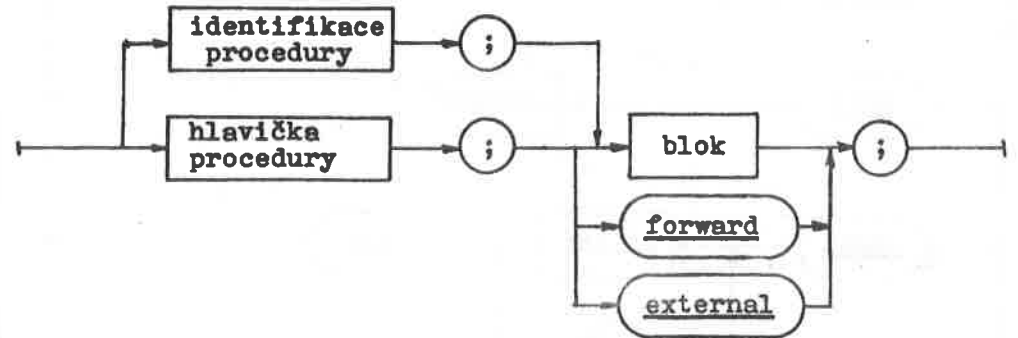 identifikace
procedury
;
hlavička
procedury
;
blok
;
forward
external